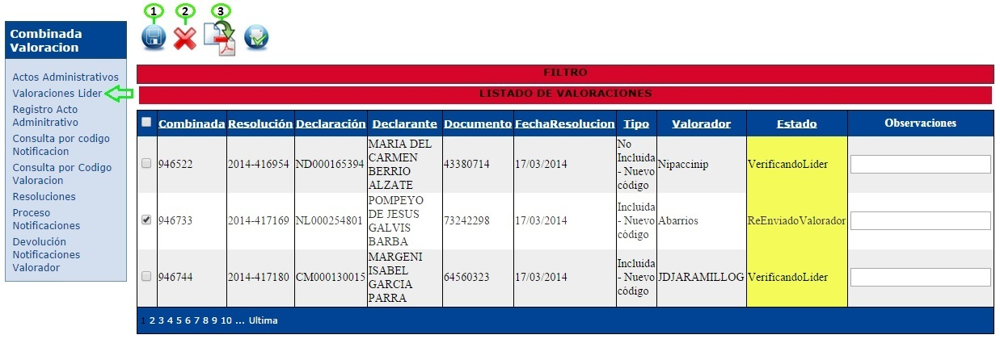 1 2 3
Combinada
Valoracion
Actos Administrativos
Valoraciones Lider
Registro Acto
Adminitrativo
Consulta por codigo
Notificacion
Consulta por Codigo
Valoracion
Resoluciones
Proceso
Notificaciones
Devolución
Notificaciones
Valorador
FILTRO
LISTADO DE VALORACIONES
Combinada Resolución Declaración Declarante Documento FechaResolucion Tipo Valorador Estado Observaciones
946522 2014-416954 ND000165394 MARIA DEL CARMEN BERRIO ALZATE 43380714 17/03/2014 No Incluida - Nuevo código Nipaccinip VerificandoLider
946733 2014-417169 NL000254801 POMPEYO DE JESUS GALVIS BARBA 73242298 17/03/2014 Incluida - Nuevo código Abarrios ReEnviadoValorador
946744 2014-417180 CM000130015 MARGENI ISABEL GARCIA PARRA 64560323 17/03/2014 Incluida - Nuevo código JDJARAMILLOG VerificandoLider
1 2 3 4 5 6 7 8 9 10 ... Ultima